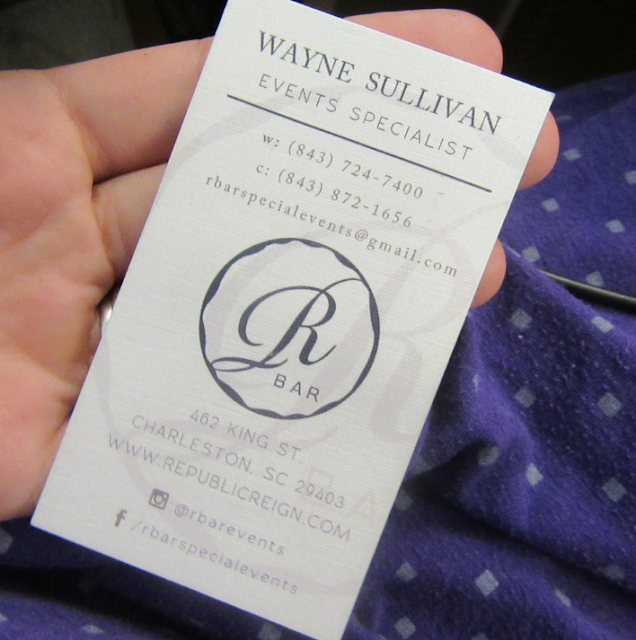 WAYNE SULLIVAN
EVENTS SPECIALIST
w: (843) 724-7400
c: (843) 872-1656
rbarspecialevents@gmail.com
R
BAR
462 KING ST.
CHARLESTON, SC 29403
WWW.REPUBLICREIGN.COM
@rbarevents
f /rbarspecialevents